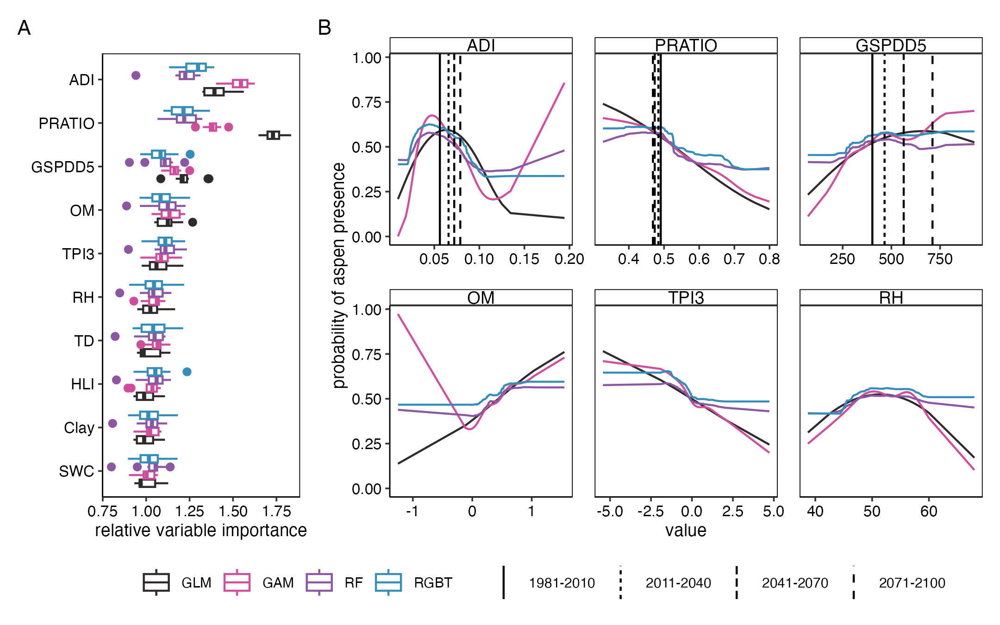 A
ADI
PRATIO
GSPDD5
OM
TPI3
RH
TD
HLI
Clay
SWC
0.75 1.00 1.25 1.50 1.75
relative variable importance
B
probability of aspen presence
ADI PRATIO GSPDD5
1.00
0.75
0.50
0.25
0.00
0.05 0.10 0.15 0.20 0.4 0.5 0.6 0.7 0.8 250 500 750
OM TPI3 RH
1.00
0.75
0.50
0.25
0.00
-1 0 1 -5.0 -2.5 0.0 2.5 5.0 40 50 60
value
GLM GAM RF RGBT 1981-2010 2011-2040 2041-2070 2071-2100